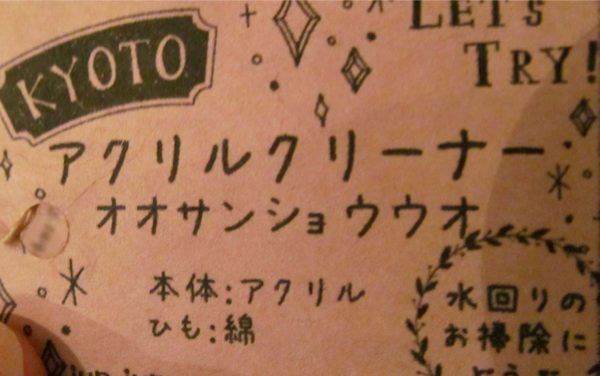 KYOTO
LET'S
TRY!
アクリルクリーナー
オオサンショウウオ
本体:アクリル
ひも:綿
水回りの
お掃除に